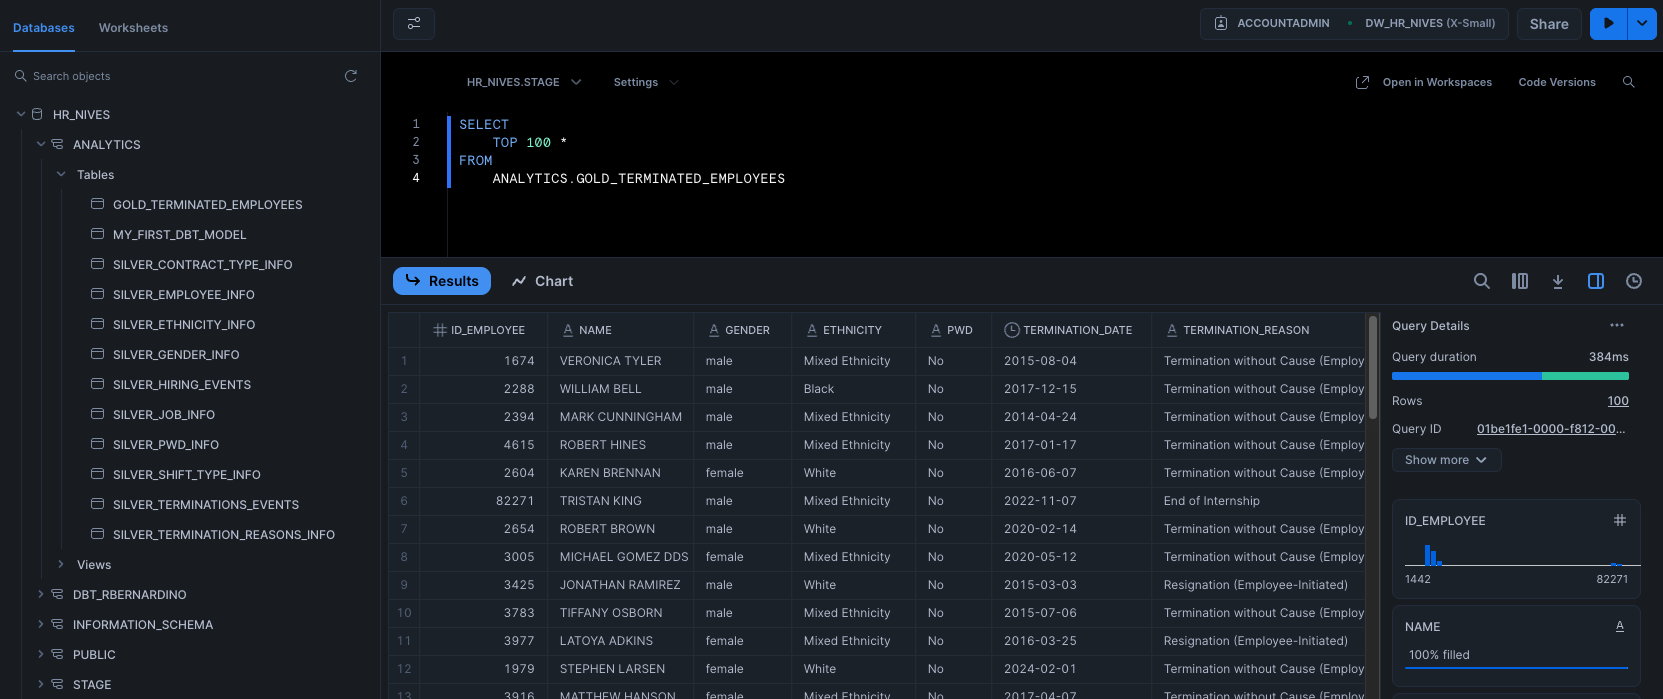 Databases
Worksheets
Search objects
HR_NIVES
ANALYTICS
Tables
GOLD_TERMINATED_EMPLOYEES
MY_FIRST_DBT_MODEL
SILVER_CONTRACT_TYPE_INFO
SILVER_EMPLOYEE_INFO
SILVER_ETHNICITY_INFO
SILVER_GENDER_INFO
SILVER_HIRING_EVENTS
SILVER_JOB_INFO
SILVER_PWD_INFO
SILVER_SHIFT_TYPE_INFO
SILVER_TERMINATIONS_EVENTS
SILVER_TERMINATION_REASONS_INFO
Views
DBT_RBERNARDINO
INFORMATION_SCHEMA
PUBLIC
STAGE
ACCOUNTADMIN • DW_HR_NIVES (X-Small)
Share
HR_NIVES.STAGE
Settings
Open in Workspaces
Code Versions
1 SELECT
2 TOP 100 *
3 FROM
4 ANALYTICS.GOLD_TERMINATED_EMPLOYEES
Results
Chart
ID_EMPLOYEE NAME GENDER ETHNICITY PWD TERMINATION_DATE TERMINATION_REASON
1 1674 VERONICA TYLER male Mixed Ethnicity No 2015-08-04 Termination without Cause (Employ
2 2288 WILLIAM BELL male Black No 2017-12-15 Termination without Cause (Employ
3 2394 MARK CUNNINGHAM male Mixed Ethnicity No 2014-04-24 Termination without Cause (Employ
4 4615 ROBERT HINES male Mixed Ethnicity No 2017-01-17 Termination without Cause (Employ
5 2604 KAREN BRENNAN female White No 2016-06-07 Termination without Cause (Employ
6 82271 TRISTAN KING male Mixed Ethnicity No 2022-11-07 End of Internship
7 2654 ROBERT BROWN male White No 2020-02-14 Termination without Cause (Employ
8 3005 MICHAEL GOMEZ DDS female Mixed Ethnicity No 2020-05-12 Termination without Cause (Employ
9 3425 JONATHAN RAMIREZ male White No 2015-03-03 Resignation (Employee-Initiated)
10 3783 TIFFANY OSBORN male Mixed Ethnicity No 2015-07-06 Termination without Cause (Employ
11 3977 LATOYA ADKINS female Mixed Ethnicity No 2016-03-25 Resignation (Employee-Initiated)
12 1979 STEPHEN LARSEN female White No 2024-02-01 Termination without Cause (Employ
13 3916 MATTHEW HANSON female Mixed Ethnicity No 2017-04-07 Termination without Cause (Employ
Query Details
Query duration 384ms
Rows 100
Query ID 01be1fe1-0000-f812-00...
Show more
ID_EMPLOYEE #
1442 82271
NAME A
100% filled